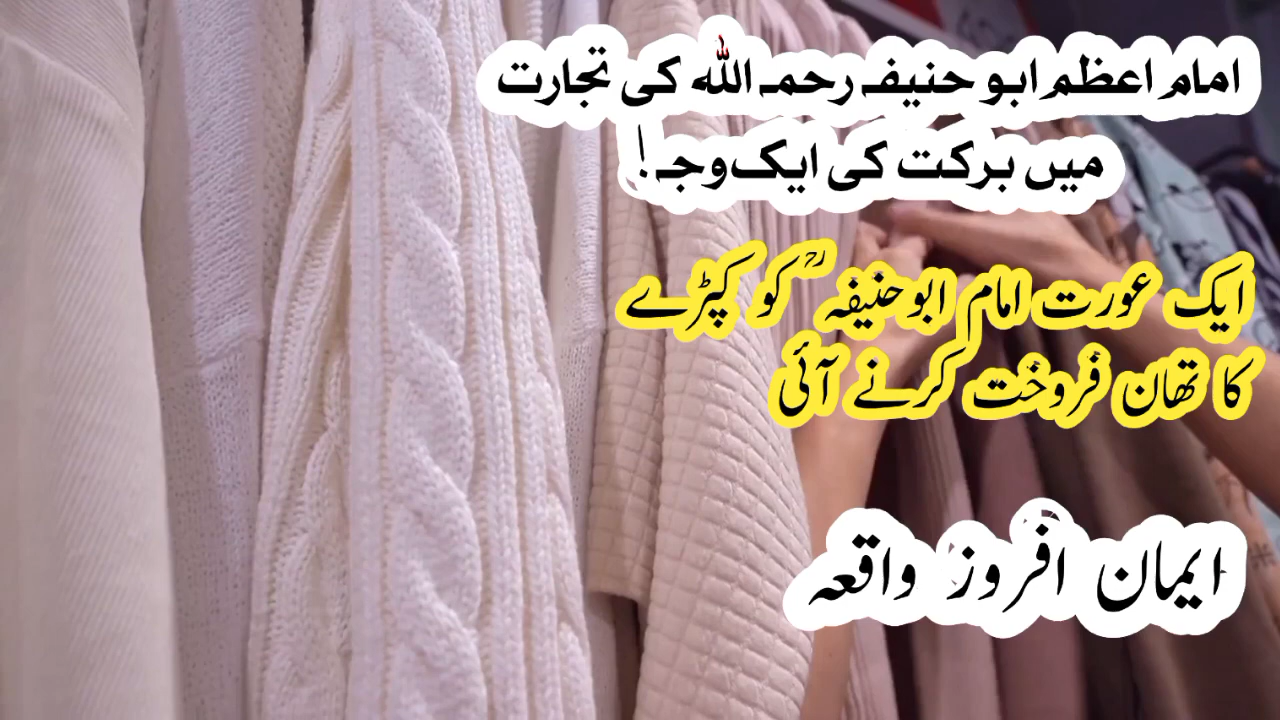 امام اعظم ابو حنیفہ رحمہ اللہ کی تجارت
میں برکت کی ایک وجہ!
ایک عورت امام ابوحنیفہؒ کو کپڑے
کا تھان فروخت کرنے آئی
ایمان افروز واقعہ